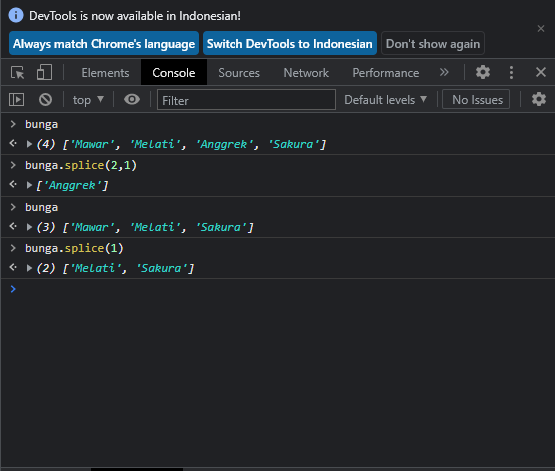 DevTools is now available in Indonesian!
Always match Chrome's language Switch DevTools to Indonesian Don't show again
Elements Console Sources Network Performance
top Filter Default levels No Issues
bunga
(4) ['Mawar', 'Melati', 'Anggrek', 'Sakura']
bunga.splice(2,1)
['Anggrek']
bunga
(3) ['Mawar', 'Melati', 'Sakura']
bunga.splice(1)
(2) ['Melati', 'Sakura']